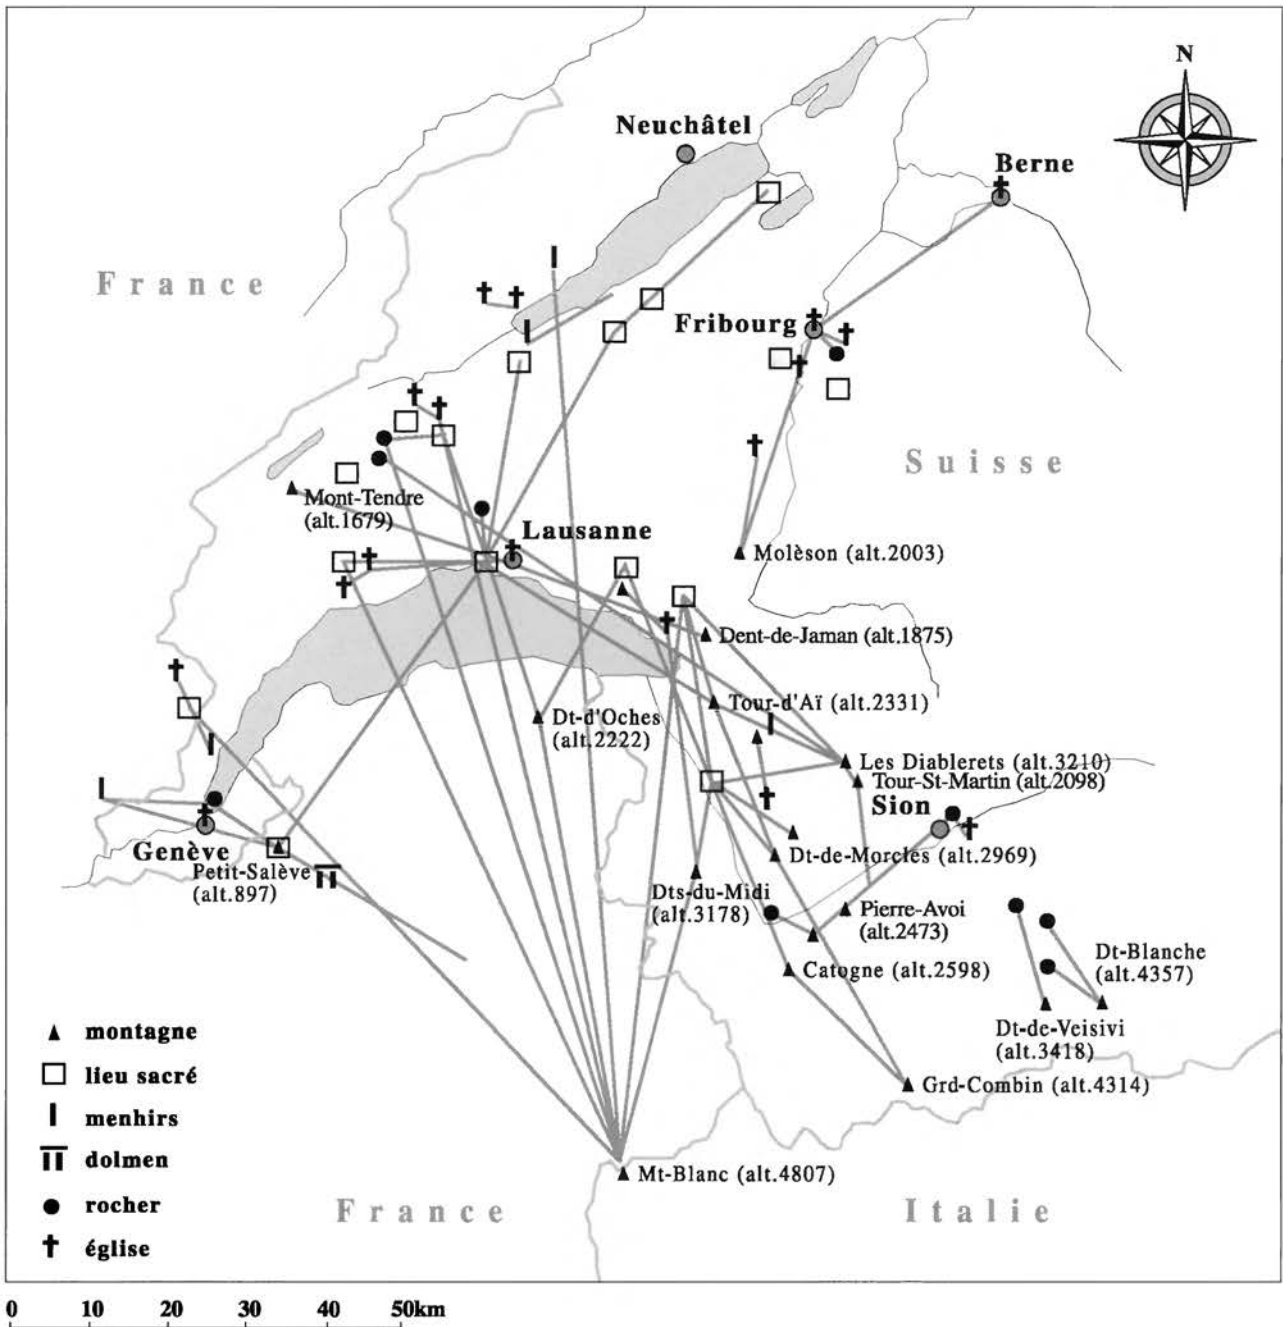 N
Neuchâtel
Berne
France
Fribourg
Suisse
Mont-Tendre
(alt.1679)
Lausanne
Molèson (alt.2003)
Dent-de-Jaman (alt.1875)
Tour-d'Aï (alt.2331)
Dt-d'Oches
(alt.2222)
Les Diablerets (alt.3210)
Tour-St-Martin (alt.2098)
Sion
Genève
Dt-de-Morcles (alt.2969)
Petit-Salève
(alt.897)
Dts-du-Midi
(alt.3178)
Pierre-Avoi
(alt.2473)
Catogne (alt.2598)
Dt-Blanche
(alt.4357)
Dt-de-Veisivi
(alt.3418)
Grd-Combin (alt.4314)
Mt-Blanc (alt.4807)
France
Italie
montagne
lieu sacré
menhirs
dolmen
rocher
église
0 10 20 30 40 50km